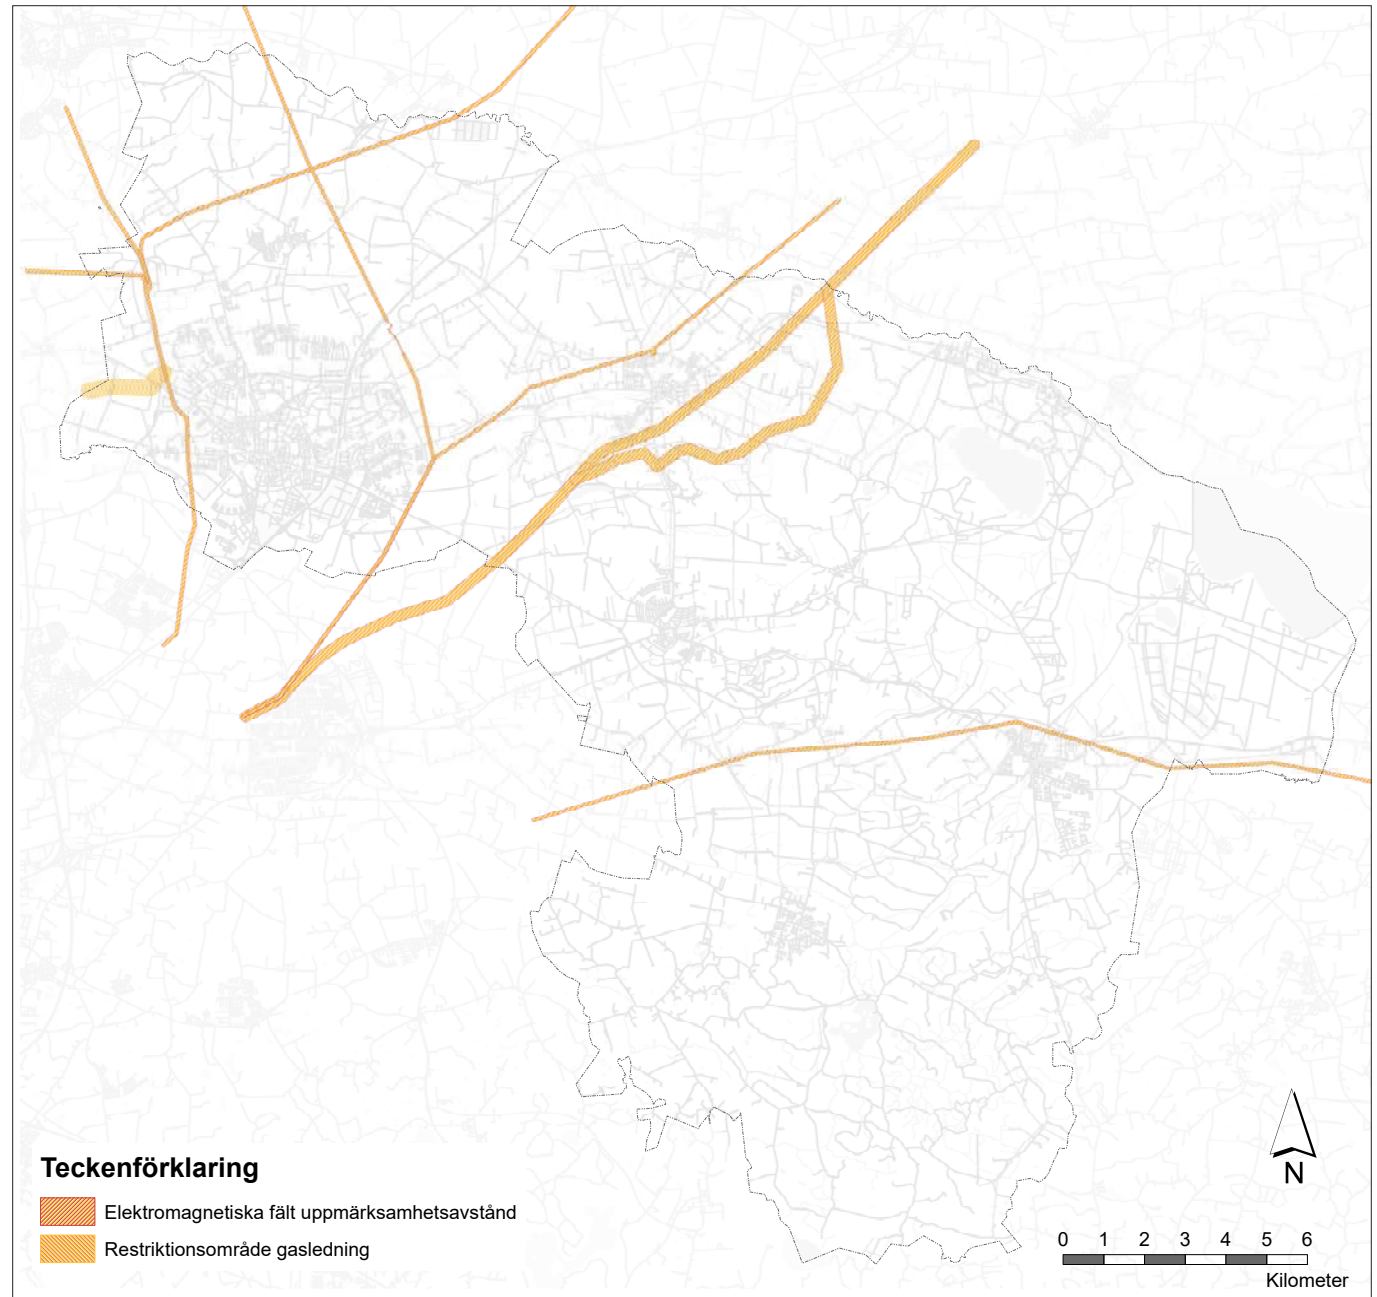 Teckenförklaring
Elektromagnetiska fält uppmärksamhetsavstånd
Restriktionsområde gasledning
N
0 1 2 3 4 5 6
Kilometer